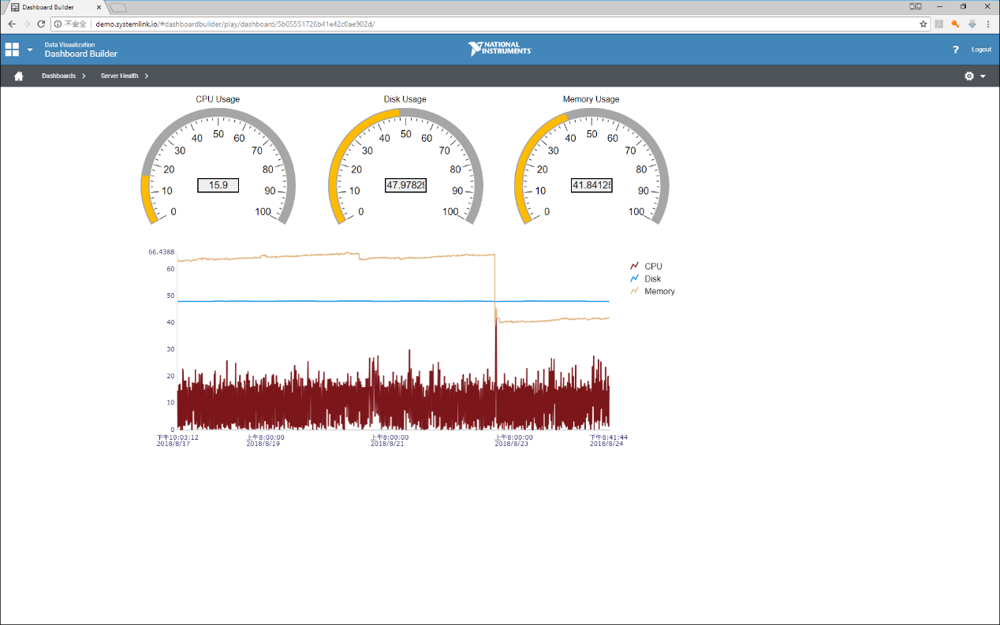 Dashboard Builder
不安全 demo.systemlink.io/#dashboardbuilder/play/dashboard/5b05551726b41e42c0ae902d/
Data Visualization
Dashboard Builder
NATIONAL
INSTRUMENTS
? Logout
Dashboards Server Health
CPU Usage
0 10 20 30 40 50 60 70 80 90 100
15.9
Disk Usage
0 10 20 30 40 50 60 70 80 90 100
47.97829
Memory Usage
0 10 20 30 40 50 60 70 80 90 100
41.84125
66.4388
60
50
40
30
20
10
0
下午10:03:12 上午8:00:00 上午8:00:00 上午8:00:00 下午8:41:44
2018/8/17 2018/8/19 2018/8/21 2018/8/23 2018/8/24
CPU
Disk
Memory